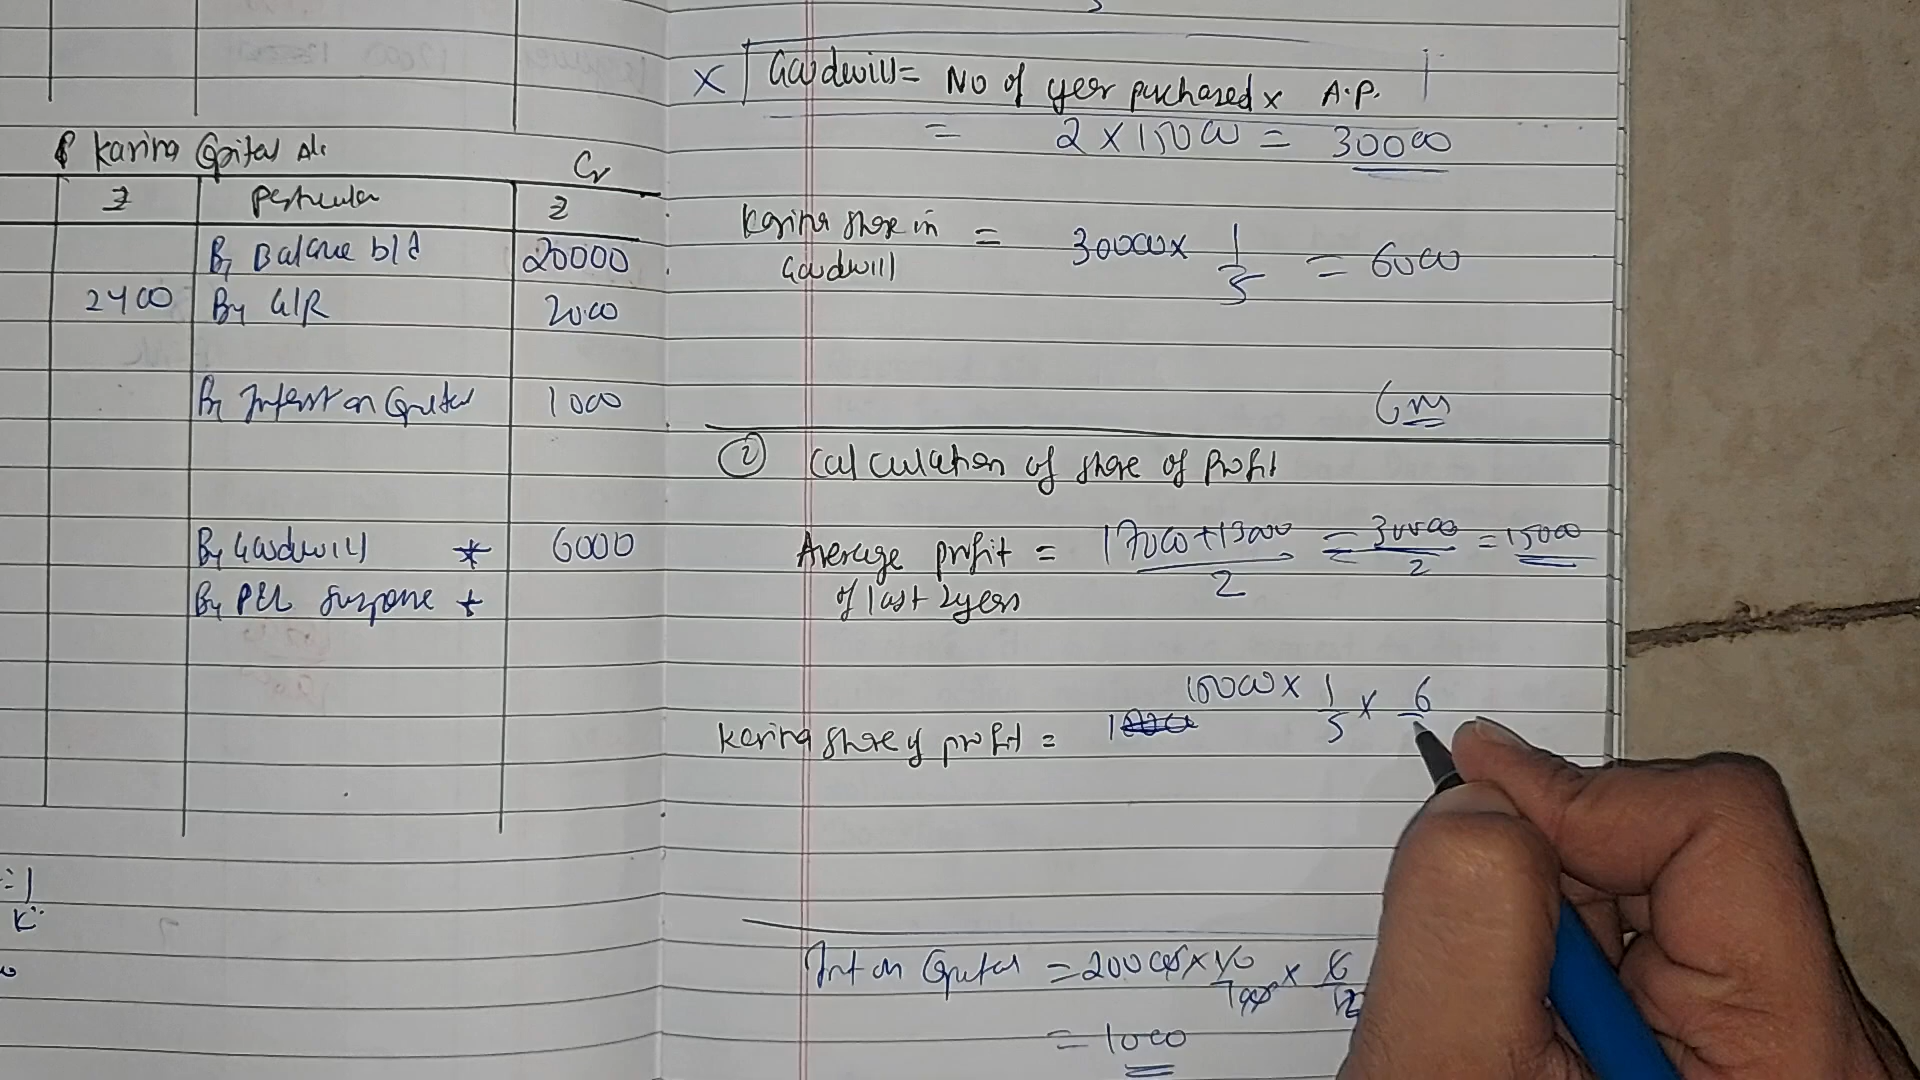 Goodwill = No of year purchased x A.P.
= 2 x 15000 = 30000
Karina Capital A/c
Cr
₹ Perticular ₹
By Balance b/d 20000
2400 By G/R 2000
By Interest on Capital 1000
By Goodwill * 6000
By P&L Suspense *
Karina share in Goodwill = 30000 x 1/5 = 6000
6m
② Calculation of share of Profit
Average profit of last 2 years = 17000 + 13000 / 2 = 30000 / 2 = 15000
Karina share of profit = 15000 x 1/5 x 6
Int on Capital = 20000 x 10/100 x 6/12
= 1000